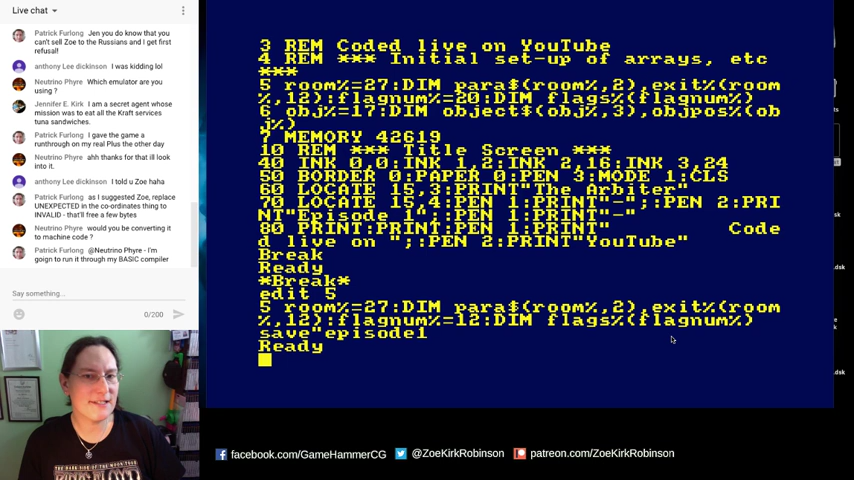 Live chat
Patrick Furlong Jen you do know that you
can't sell Zoe to the Russians and I get first
refusal!
anthony Lee dickinson I was kidding lol
Neutrino Phyre Which emulator are you
using?
Jennifer E. Kirk I am a secret agent whose
mission was to eat all the Kraft services
tuna sandwiches.
Patrick Furlong I gave the game a
runthrough on my real Plus the other day
Neutrino Phyre ahh thanks for that ill look
into it.
anthony Lee dickinson I told u Zoe haha
Patrick Furlong as I suggested Zoe, replace
UNEXPECTED in the co-ordinates thing to
INVALID - that'll free a few bytes
Neutrino Phyre would you be converting it
to machine code ?
Patrick Furlong @Neutrino Phyre - I'm
goign to run it through my BASIC compiler
Say something...
0/200
3 REM Coded live on YouTube
4 REM *** Initial set-up of arrays, etc
***
5 room%=27:DIM para$(room%,2),exit%(room
%,12):flagnum%=20:DIM flags%(flagnum%)
6 obj%=17:DIM object$(obj%,3),objpos%(ob
j%)
7 MEMORY 42619
10 REM *** Title Screen ***
40 INK 0,0:INK 1,2:INK 2,16:INK 3,24
50 BORDER 0:PAPER 0:PEN 3:MODE 1:CLS
60 LOCATE 15,3:PRINT"The Arbiter"
70 LOCATE 15,4:PEN 1:PRINT"-";:PEN 2:PRI
NT"Episode 1";:PEN 1:PRINT"-"
80 PRINT:PRINT:PEN 1:PRINT" Code
d live on ";:PEN 2:PRINT"YouTube"
Break
Ready
*Break*
edit 5
5 room%=27:DIM para$(room%,2),exit%(room
%,12):flagnum%=12:DIM flags%(flagnum%)
save"episode1
Ready
.dsk
.dsk
.dsk
facebook.com/GameHammerCG
@ZoeKirkRobinson
patreon.com/ZoeKirkRobinson